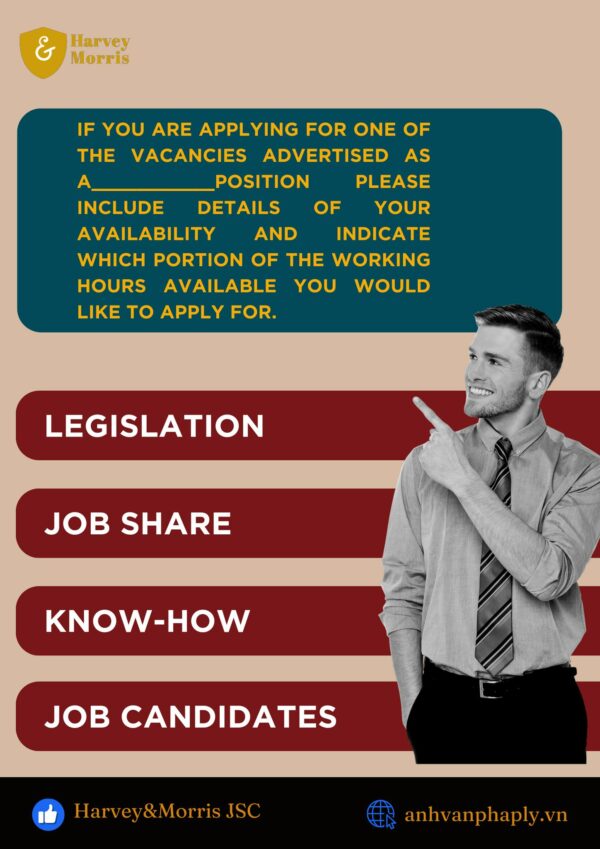 &
Harvey
Morris
IF YOU ARE APPLYING FOR ONE OF
THE VACANCIES ADVERTISED AS
A___________POSITION PLEASE
INCLUDE DETAILS OF YOUR
AVAILABILITY AND INDICATE
WHICH PORTION OF THE WORKING
HOURS AVAILABLE YOU WOULD
LIKE TO APPLY FOR.
LEGISLATION
JOB SHARE
KNOW-HOW
JOB CANDIDATES
Harvey&Morris JSC
anhvanphaply.vn